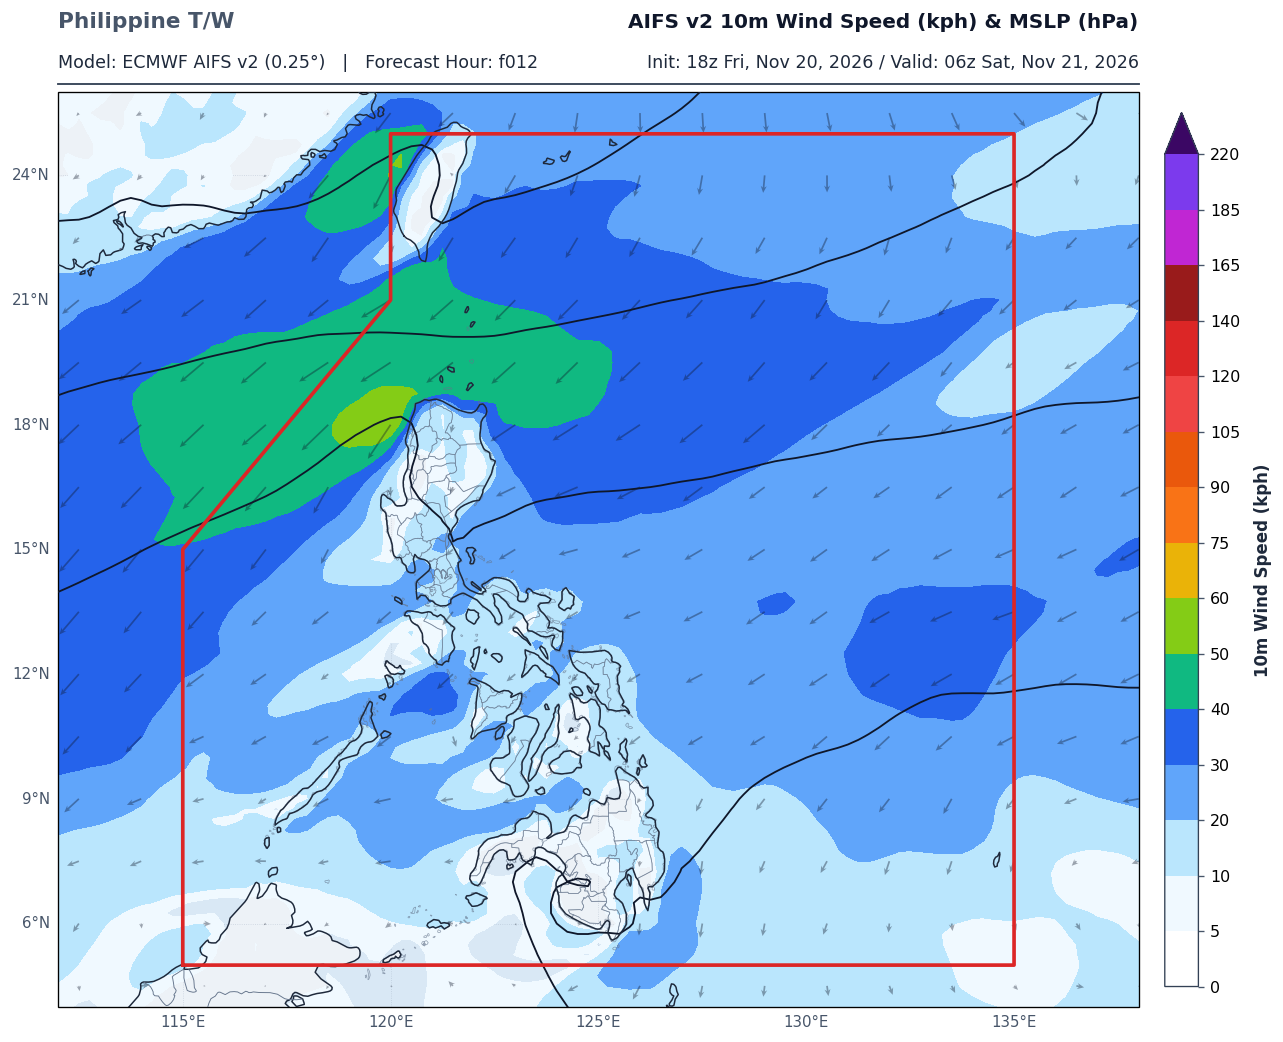 Philippine T/W
AIFS v2 10m Wind Speed (kph) & MSLP (hPa)
Model: ECMWF AIFS v2 (0.25°)   |   Forecast Hour: f012
Init: 18z Fri, Nov 20, 2026 / Valid: 06z Sat, Nov 21, 2026
24°N
21°N
18°N
15°N
12°N
9°N
6°N
115°E
120°E
125°E
130°E
135°E
220
185
165
140
120
105
90
75
60
50
40
30
20
10
5
0
10m Wind Speed (kph)